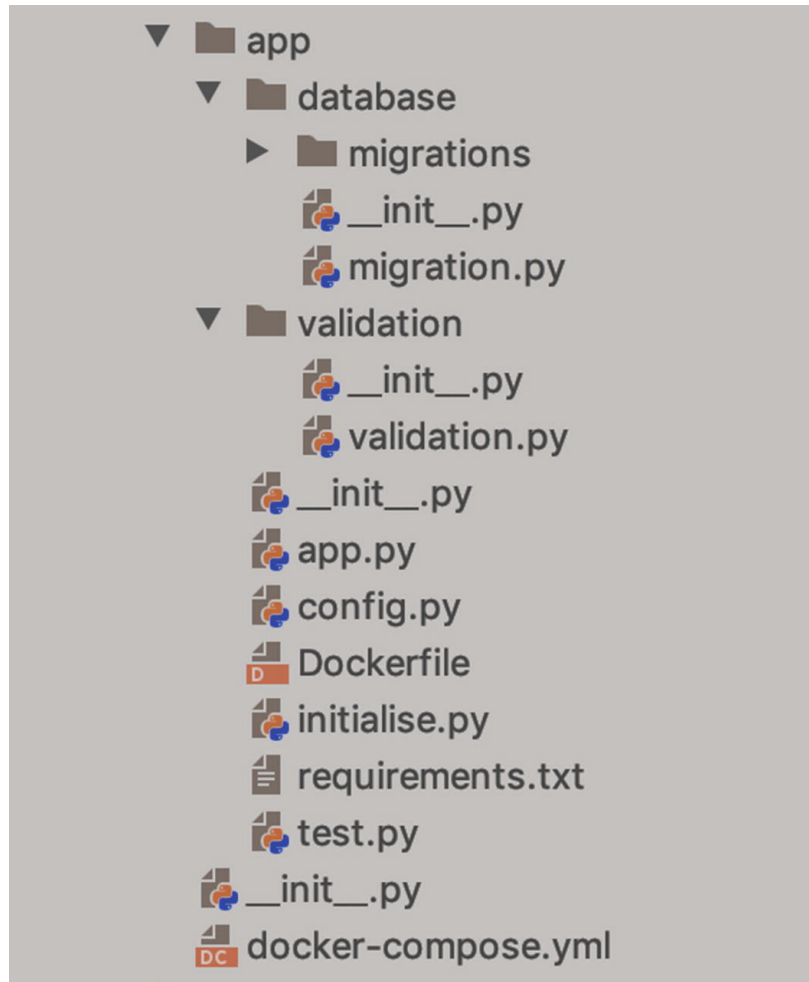 app
database
migrations
__init__.py
migration.py
validation
__init__.py
validation.py
__init__.py
app.py
config.py
D Dockerfile
initialise.py
requirements.txt
test.py
__init__.py
DC docker-compose.yml